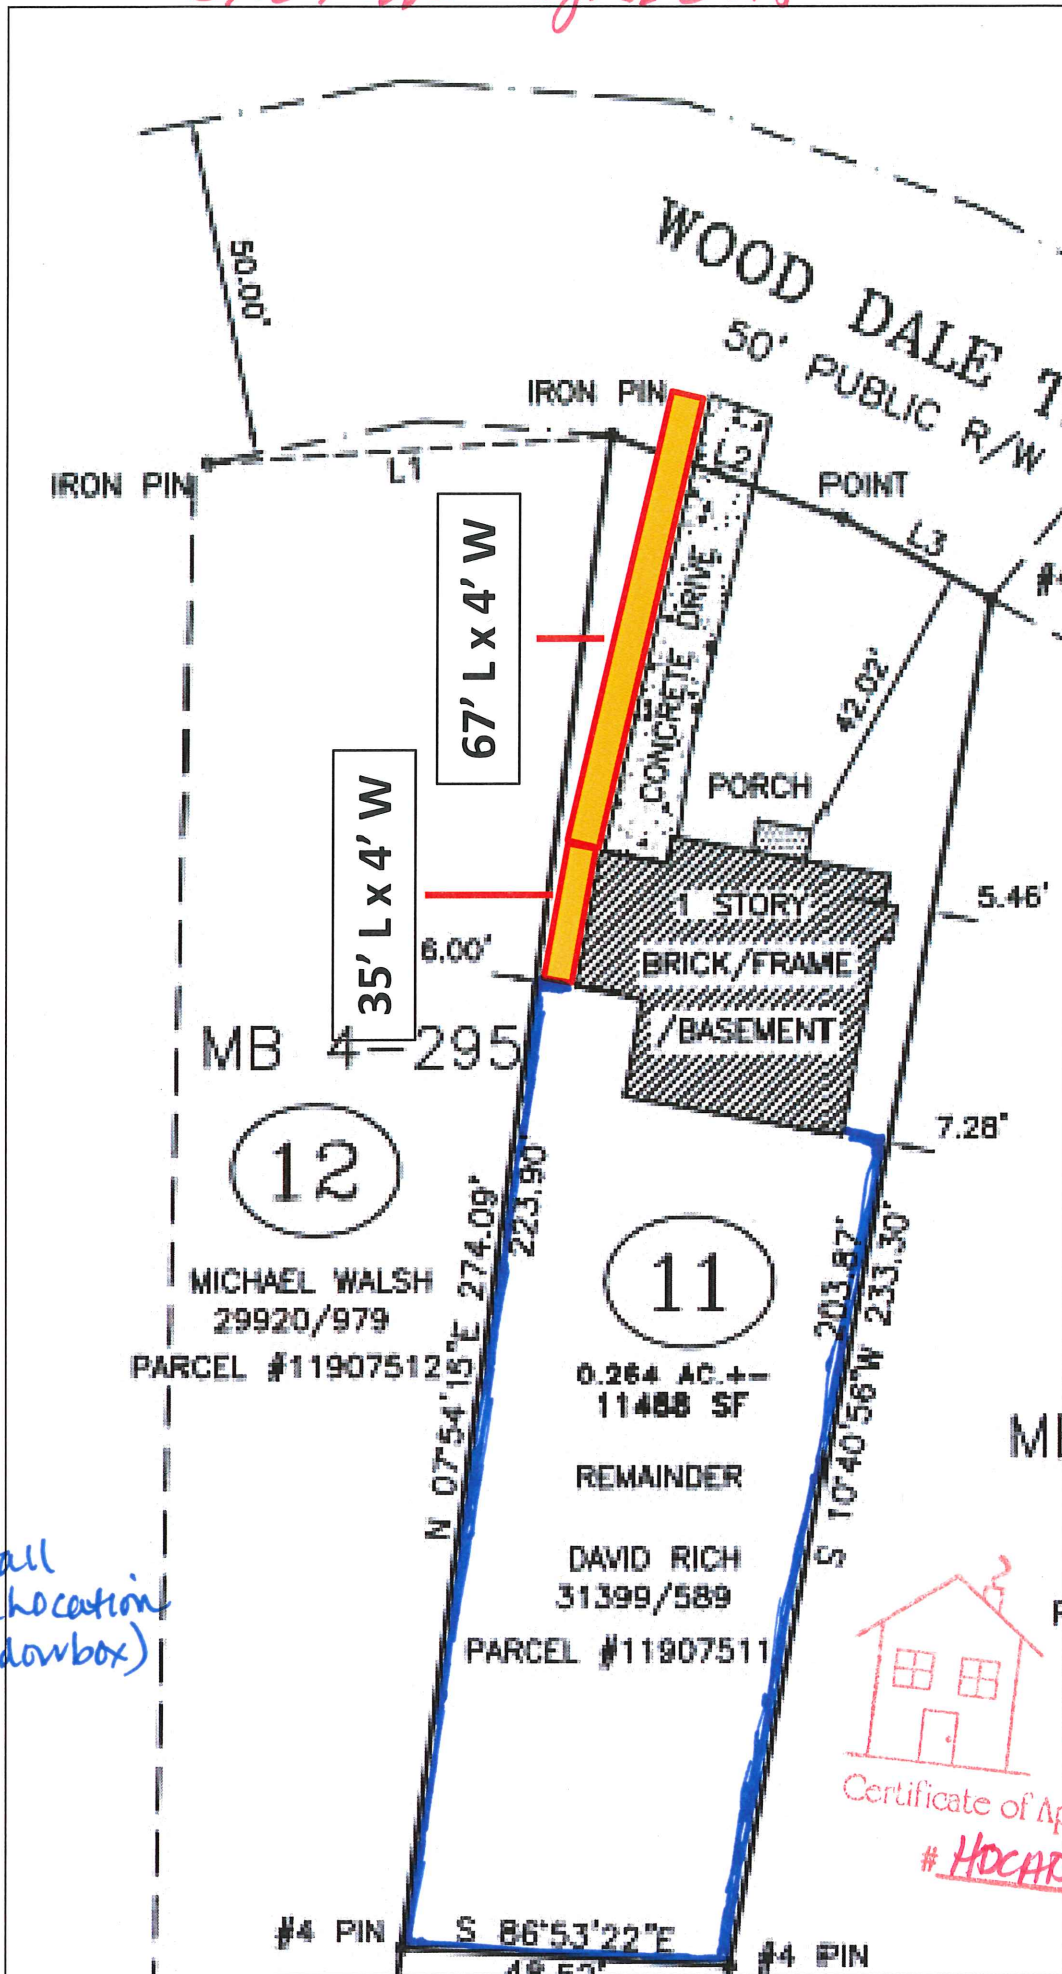 WOOD DALE
50' PUBLIC R/W
50.00'
IRON PIN
IRON PIN
L1
L2
POINT
L3
67' L x 4' W
CONCRETE DRIVE
42.02'
PORCH
35' L x 4' W
1 STORY
BRICK/FRAME
/BASEMENT
5.46'
6.00'
7.28'
MB 4-295
12
MICHAEL WALSH
29920/979
PARCEL #11907512
N 07°54'15"E 274.09'
223.90'
11
0.264 AC.+-
11488 SF
REMAINDER
DAVID RICH
31399/589
PARCEL #11907511
203.87'
S 10°40'56"W 233.30'
Location
Certificate of
# HDCAR
#4 PIN
S 86°53'22"E
48.52'
#4 PIN